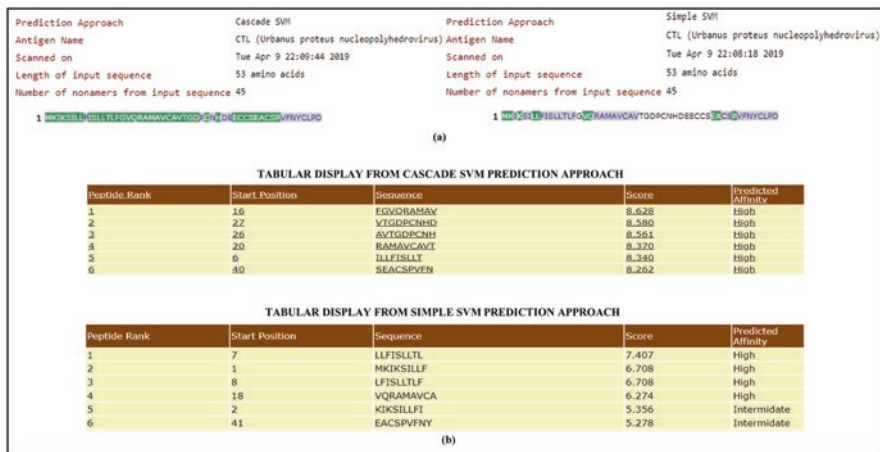 Prediction Approach Cascade SVM
Antigen Name CTL (Urbanus proteus nucleopolyhedrovirus)
Scanned on Tue Apr 9 22:09:44 2019
Length of input sequence 53 amino acids
Number of nonamers from input sequence 45
1 MKIKSILLFISLLTLFGVQRAMAVCAVTGDPCNHDEECCSEACSPVFNYCLPD
Prediction Approach Simple SVM
Antigen Name CTL (Urbanus proteus nucleopolyhedrovirus)
Scanned on Tue Apr 9 22:08:18 2019
Length of input sequence 53 amino acids
Number of nonamers from input sequence 45
1 MKIKSILLFISLLTLFGVQRAMAVCAVTGDPCNHDEECCSEACSPVFNYCLPD
(a)
TABULAR DISPLAY FROM CASCADE SVM PREDICTION APPROACH
Peptide Rank Start Position Sequence Score Predicted Affinity
1 16 FGVQRAMAV 8.628 High
2 27 VTGDPCNHD 8.580 High
3 26 AVTGDPCNH 8.561 High
4 20 RAMAVCAVT 8.370 High
5 6 ILLFISLLT 8.340 High
6 40 SEACSPVFN 8.262 High
TABULAR DISPLAY FROM SIMPLE SVM PREDICTION APPROACH
Peptide Rank Start Position Sequence Score Predicted Affinity
1 7 LLFISLLTL 7.407 High
2 1 MKIKSILLF 6.708 High
3 8 LFISLLTLF 6.708 High
4 18 VQRAMAVCA 6.274 High
5 2 KIKSILLFI 5.356 Intermidate
6 41 EACSPVFNY 5.278 Intermidate
(b)